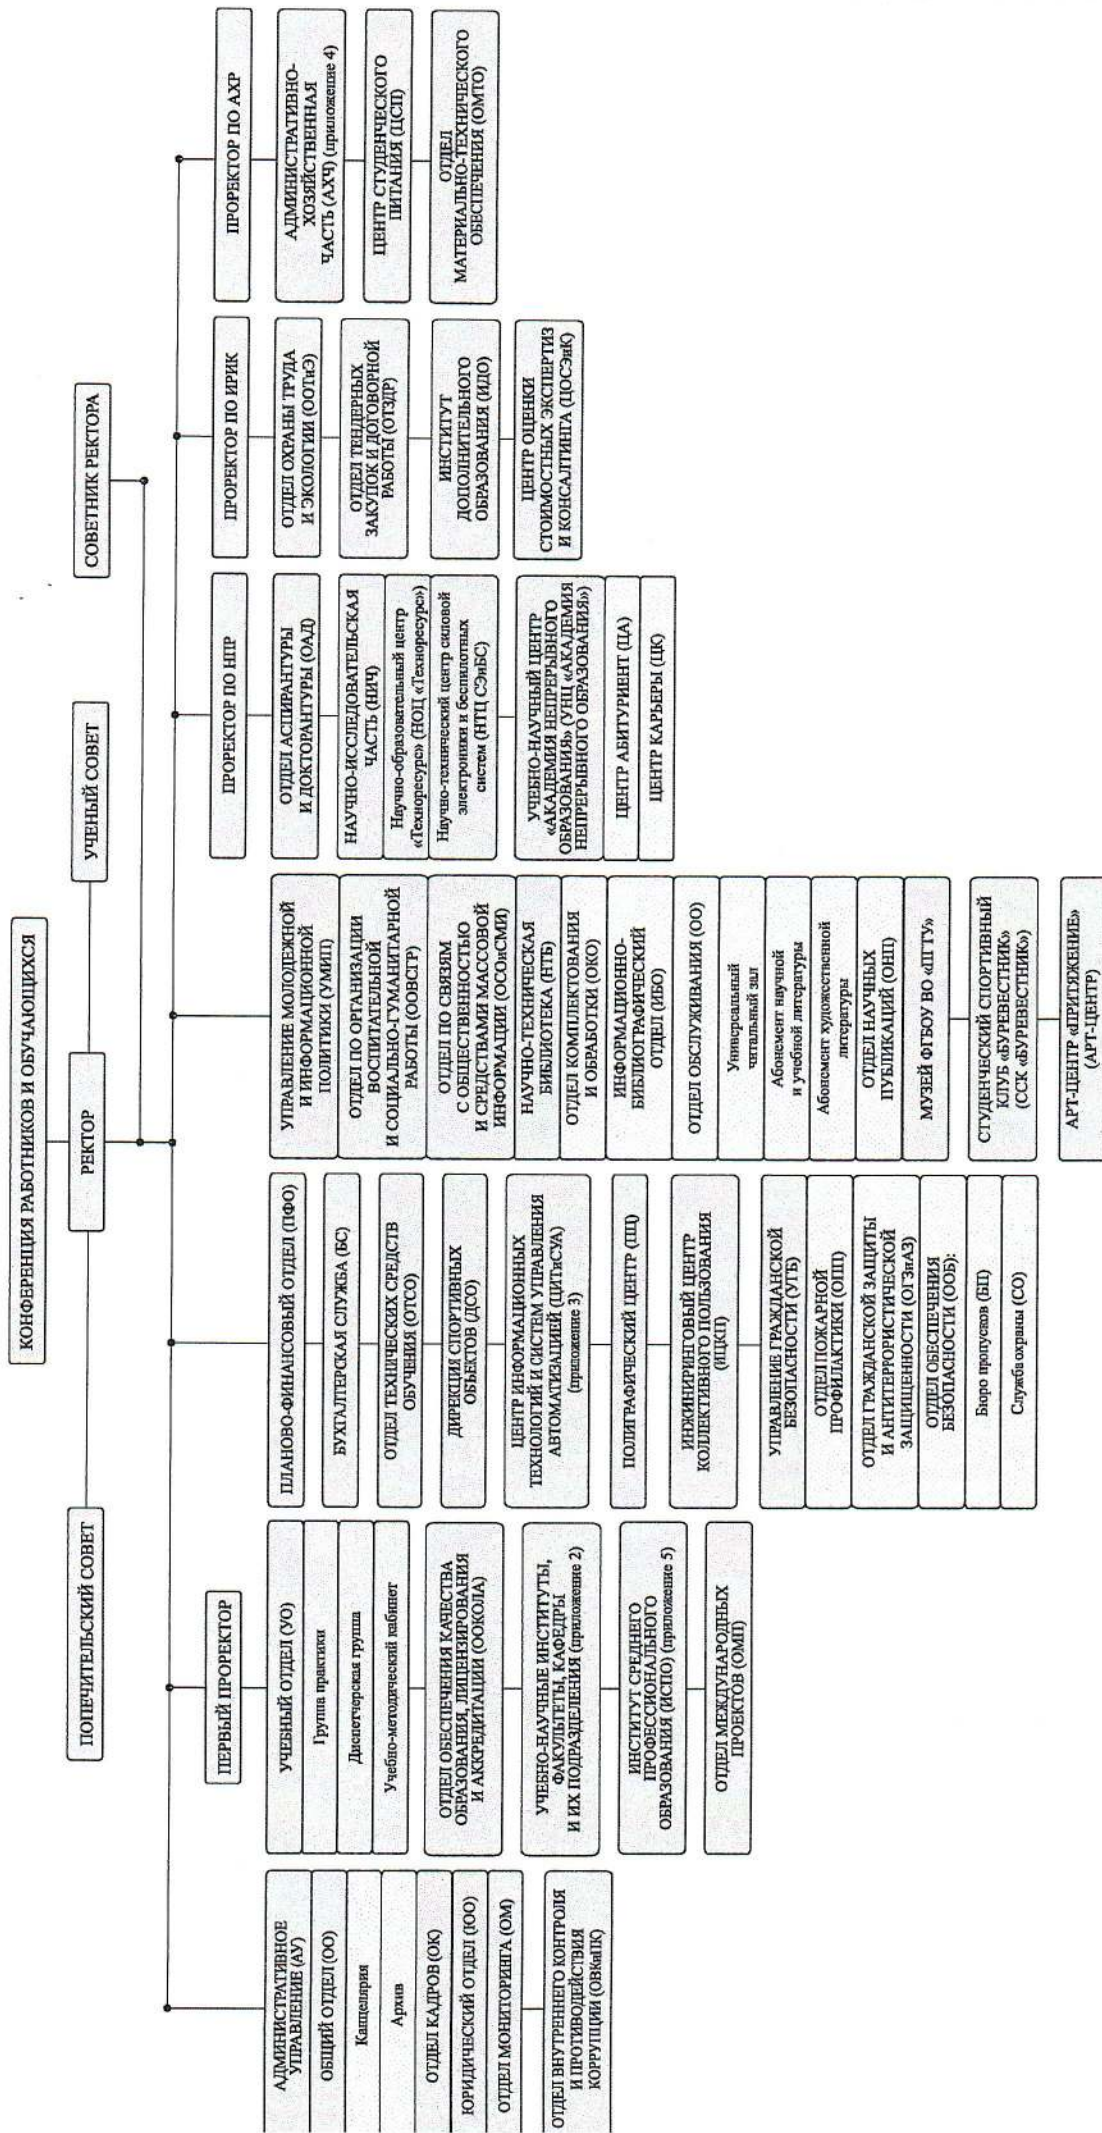 КОНФЕРЕНЦИЯ РАБОТНИКОВ И ОБУЧАЮЩИХСЯ
ПОПЕЧИТЕЛЬСКИЙ СОВЕТ
РЕКТОР
УЧЕНЫЙ СОВЕТ
СОВЕТНИК РЕКТОРА
АДМИНИСТРАТИВНОЕ
УПРАВЛЕНИЕ (АУ)
ОБЩИЙ ОТДЕЛ (ОО)
Канцелярия
Архив
ОТДЕЛ КАДРОВ (ОК)
ЮРИДИЧЕСКИЙ ОТДЕЛ (ЮО)
ОТДЕЛ МОНИТОРИНГА (ОМ)
ОТДЕЛ ВНУТРЕННЕГО КОНТРОЛЯ
И ПРОТИВОДЕЙСТВИЯ
КОРРУПЦИИ (ОВКиПК)
ПЕРВЫЙ ПРОРЕКТОР
УЧЕБНЫЙ ОТДЕЛ (УО)
Группа практики
Диспетчерская группа
Учебно-методический кабинет
ОТДЕЛ ОБЕСПЕЧЕНИЯ КАЧЕСТВА
ОБРАЗОВАНИЯ, ЛИЦЕНЗИРОВАНИЯ
И АККРЕДИТАЦИИ (ООКОЛА)
УЧЕБНО-НАУЧНЫЕ ИНСТИТУТЫ,
ФАКУЛЬТЕТЫ, КАФЕДРЫ
И ИХ ПОДРАЗДЕЛЕНИЯ (приложение 2)
ИНСТИТУТ СРЕДНЕГО
ПРОФЕССИОНАЛЬНОГО
ОБРАЗОВАНИЯ (ИСПО) (приложение 5)
ОТДЕЛ МЕЖДУНАРОДНЫХ
ПРОЕКТОВ (ОМП)
ПЛАНОВО-ФИНАНСОВЫЙ ОТДЕЛ (ПФО)
БУХГАЛТЕРСКАЯ СЛУЖБА (БС)
ОТДЕЛ ТЕХНИЧЕСКИХ СРЕДСТВ
ОБУЧЕНИЯ (ОТСО)
ДИРЕКЦИЯ СПОРТИВНЫХ
ОБЪЕКТОВ (ДСО)
ЦЕНТР ИНФОРМАЦИОННЫХ
ТЕХНОЛОГИЙ И СИСТЕМ УПРАВЛЕНИЯ
АВТОМАТИЗАЦИЕЙ (ЦИТиСУА)
(приложение 3)
ПОЛИГРАФИЧЕСКИЙ ЦЕНТР (ПЦ)
ИНЖИНИРИНГОВЫЙ ЦЕНТР
КОЛЛЕКТИВНОГО ПОЛЬЗОВАНИЯ
(ИЦКП)
УПРАВЛЕНИЕ ГРАЖДАНСКОЙ
БЕЗОПАСНОСТИ (УГБ)
ОТДЕЛ ПОЖАРНОЙ
ПРОФИЛАКТИКИ (ОПП)
ОТДЕЛ ГРАЖДАНСКОЙ ЗАЩИТЫ
И АНТИТЕРРОРИСТИЧЕСКОЙ
ЗАЩИЩЕННОСТИ (ОГЗиАЗ)
ОТДЕЛ ОБЕСПЕЧЕНИЯ
БЕЗОПАСНОСТИ (ООБ):
Бюро пропусков (БП)
Служба охраны (СО)
УПРАВЛЕНИЕ МОЛОДЕЖНОЙ
И ИНФОРМАЦИОННОЙ
ПОЛИТИКИ (УМИП)
ОТДЕЛ ПО ОРГАНИЗАЦИИ
ВОСПИТАТЕЛЬНОЙ
И СОЦИАЛЬНО-ГУМАНИТАРНОЙ
РАБОТЫ (ООВСГР)
ОТДЕЛ ПО СВЯЗЯМ
С ОБЩЕСТВЕННОСТЬЮ
И СРЕДСТВАМИ МАССОВОЙ
ИНФОРМАЦИИ (ОСОиСМИ)
НАУЧНО-ТЕХНИЧЕСКАЯ
БИБЛИОТЕКА (НТБ)
ОТДЕЛ КОМПЛЕКТОВАНИЯ
И ОБРАБОТКИ (ОКО)
ИНФОРМАЦИОННО-
БИБЛИОГРАФИЧЕСКИЙ
ОТДЕЛ (ИБО)
ОТДЕЛ ОБСЛУЖИВАНИЯ (ОО)
Универсальный
читальный зал
Абонемент научной
и учебной литературы
Абонемент художественной
литературы
ОТДЕЛ НАУЧНЫХ
ПУБЛИКАЦИЙ (ОНП)
МУЗЕЙ ФГБОУ ВО «ПГТУ»
СТУДЕНЧЕСКИЙ СПОРТИВНЫЙ
КЛУБ «БУРЕВЕСТНИК»
(ССК «БУРЕВЕСТНИК»)
АРТ-ЦЕНТР «ПРИТЯЖЕНИЕ»
(АРТ-ЦЕНТР)
ПРОРЕКТОР ПО НПР
ОТДЕЛ АСПИРАНТУРЫ
И ДОКТОРАНТУРЫ (ОАД)
НАУЧНО-ИССЛЕДОВАТЕЛЬСКАЯ
ЧАСТЬ (НИЧ)
Научно-образовательный центр
«Техноресурс» (НОЦ «Техноресурс»)
Научно-технический центр силовой
электроники и беспилотных
систем (НТЦ СЭиБС)
УЧЕБНО-НАУЧНЫЙ ЦЕНТР
«АКАДЕМИЯ НЕПРЕРЫВНОГО
ОБРАЗОВАНИЯ» (УНЦ «АКАДЕМИЯ
НЕПРЕРЫВНОГО ОБРАЗОВАНИЯ»)
ЦЕНТР АБИТУРИЕНТ (ЦА)
ЦЕНТР КАРЬЕРЫ (ЦК)
ПРОРЕКТОР ПО ИРИК
ОТДЕЛ ОХРАНЫ ТРУДА
И ЭКОЛОГИИ (ООТиЭ)
ОТДЕЛ ТЕНДЕРНЫХ
ЗАКУПОК И ДОГОВОРНОЙ
РАБОТЫ (ОТЗДР)
ИНСТИТУТ
ДОПОЛНИТЕЛЬНОГО
ОБРАЗОВАНИЯ (ИДО)
ЦЕНТР ОЦЕНКИ
СТОИМОСТНЫХ ЭКСПЕРТИЗ
И КОНСАЛТИНГА (ЦОСЭиК)
ПРОРЕКТОР ПО АХР
АДМИНИСТРАТИВНО-
ХОЗЯЙСТВЕННАЯ
ЧАСТЬ (АХЧ) (приложение 4)
ЦЕНТР СТУДЕНЧЕСКОГО
ПИТАНИЯ (ЦСП)
ОТДЕЛ
МАТЕРИАЛЬНО-ТЕХНИЧЕСКОГО
ОБЕСПЕЧЕНИЯ (ОМТО)